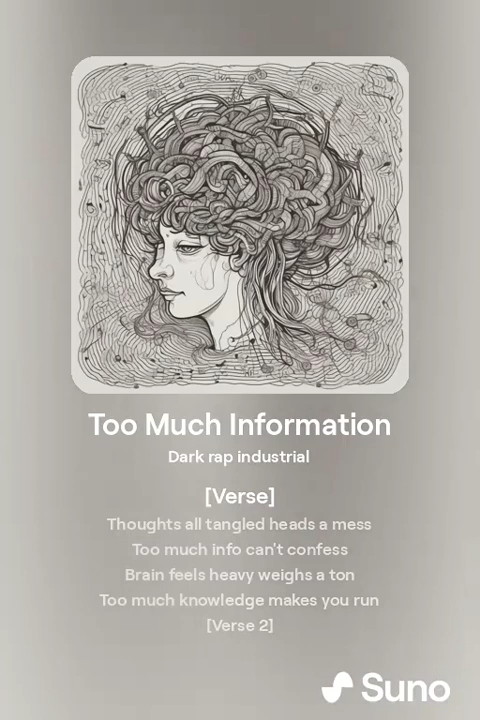 Too Much Information
Dark rap industrial
[Verse]
Thoughts all tangled heads a mess
Too much info can't confess
Brain feels heavy weighs a ton
Too much knowledge makes you run
[Verse 2]
Suno